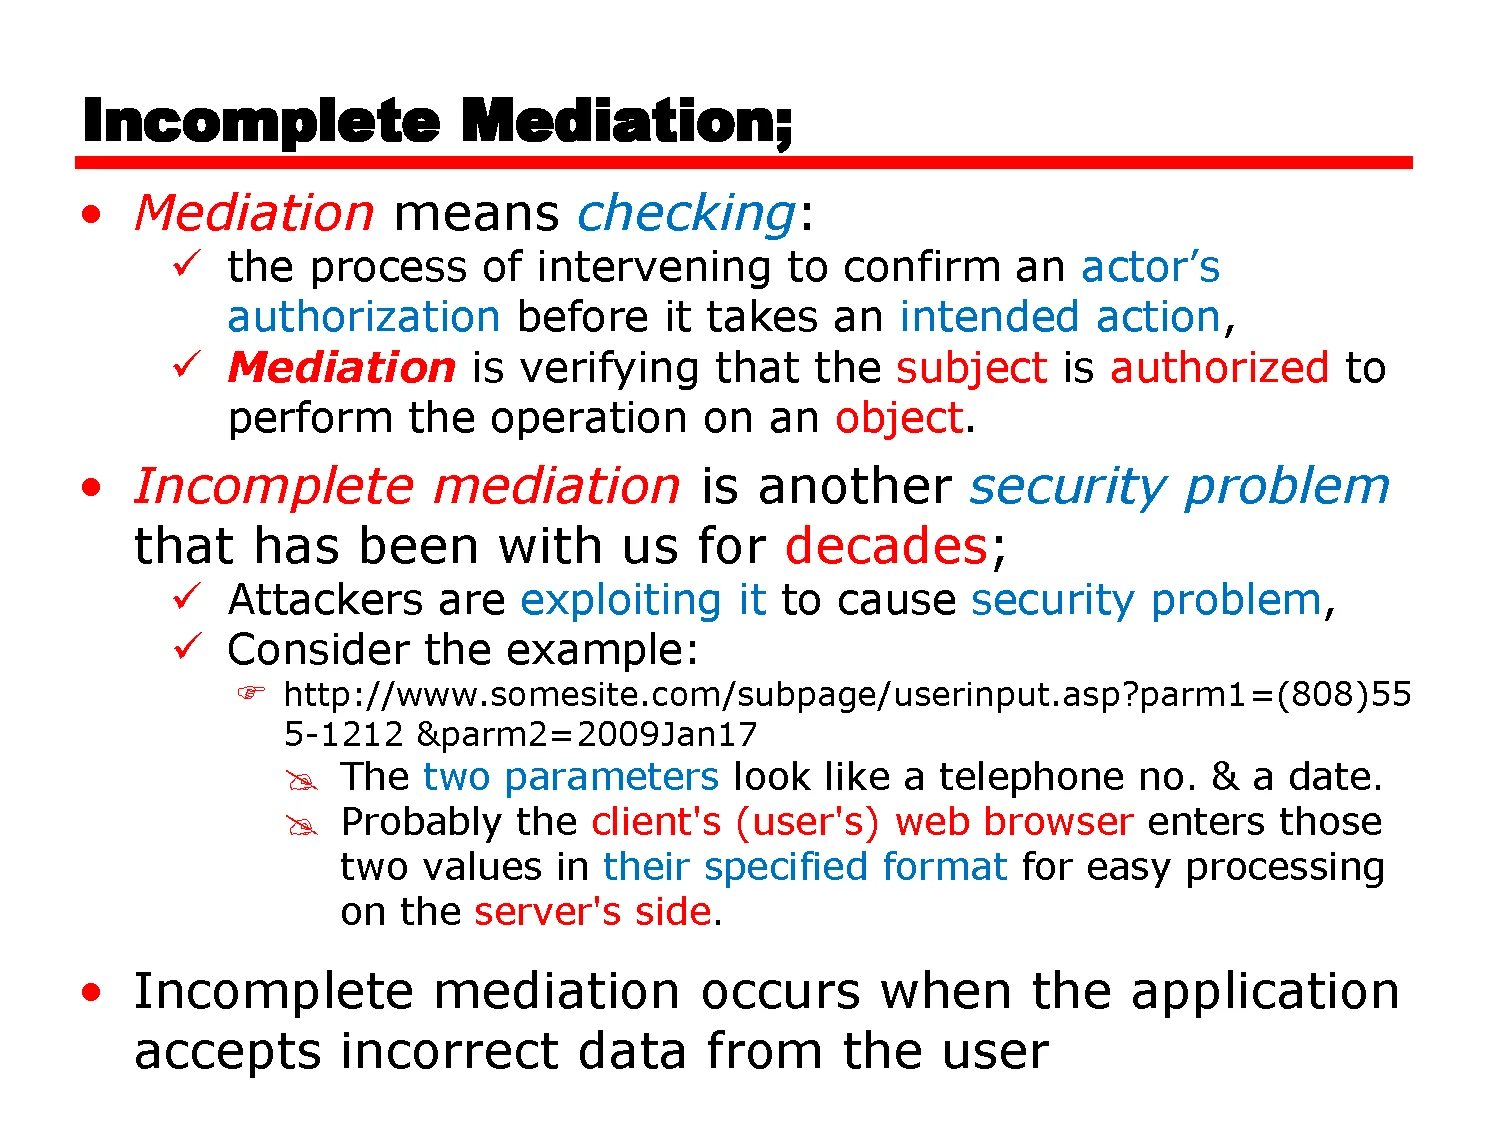 Incomplete Mediation;
• Mediation means checking:
✓ the process of intervening to confirm an actor’s
authorization before it takes an intended action,
✓ Mediation is verifying that the subject is authorized to
perform the operation on an object.
• Incomplete mediation is another security problem
that has been with us for decades;
✓ Attackers are exploiting it to cause security problem,
✓ Consider the example:
☞ http://www.somesite.com/subpage/userinput.asp?parm1=(808)55
5-1212 &parm2=2009Jan17
The two parameters look like a telephone no. & a date.
Probably the client's (user's) web browser enters those
two values in their specified format for easy processing
on the server's side.
• Incomplete mediation occurs when the application
accepts incorrect data from the user